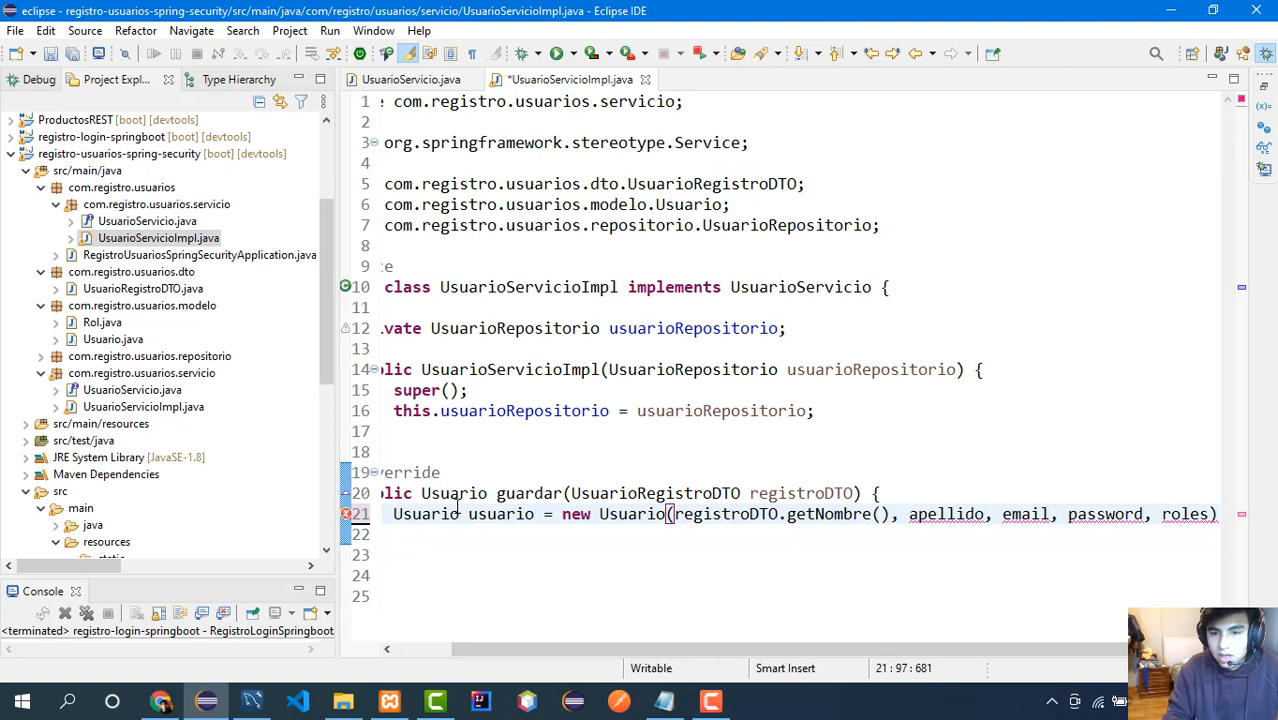 eclipse - registro-usuarios-spring-security/src/main/java/com/registro/usuarios/servicio/UsuarioServicioImpl.java - Eclipse IDE
File Edit Source Refactor Navigate Search Project Run Window Help
Debug Project Expl... Type Hierarchy UsuarioServicio.java *UsuarioServicioImpl.java
ProductosREST [boot] [devtools]
registro-login-springboot [boot] [devtools]
registro-usuarios-spring-security [boot] [devtools]
src/main/java
com.registro.usuarios
com.registro.usuarios.servicio
UsuarioServicio.java
UsuarioServicioImpl.java
RegistroUsuariosSpringSecurityApplication.java
com.registro.usuarios.dto
UsuarioRegistroDTO.java
com.registro.usuarios.modelo
Rol.java
Usuario.java
com.registro.usuarios.repositorio
com.registro.usuarios.servicio
UsuarioServicio.java
UsuarioServicioImpl.java
src/main/resources
src/test/java
JRE System Library [JavaSE-1.8]
Maven Dependencies
src
main
java
resources
Console
<terminated> registro-login-springboot - RegistroLoginSpringboot
1 e com.registro.usuarios.servicio;
2
3 org.springframework.stereotype.Service;
4
5 com.registro.usuarios.dto.UsuarioRegistroDTO;
6 com.registro.usuarios.modelo.Usuario;
7 com.registro.usuarios.repositorio.UsuarioRepositorio;
8
9 ce
10 class UsuarioServicioImpl implements UsuarioServicio {
11
12 vate UsuarioRepositorio usuarioRepositorio;
13
14 blic UsuarioServicioImpl(UsuarioRepositorio usuarioRepositorio) {
15 super();
16 this.usuarioRepositorio = usuarioRepositorio;
17
18
19 verride
20 blic Usuario guardar(UsuarioRegistroDTO registroDTO) {
21 Usuario usuario = new Usuario(registroDTO.getNombre(), apellido, email, password, roles)
22
23
24
25
Writable Smart Insert 21 : 97 : 681